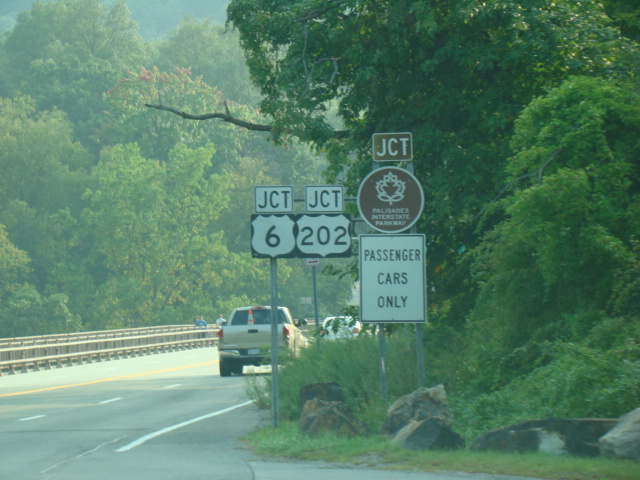 JCT
JCT JCT
6 202
PALISADES
INTERSTATE
PARKWAY
PASSENGER
CARS
ONLY